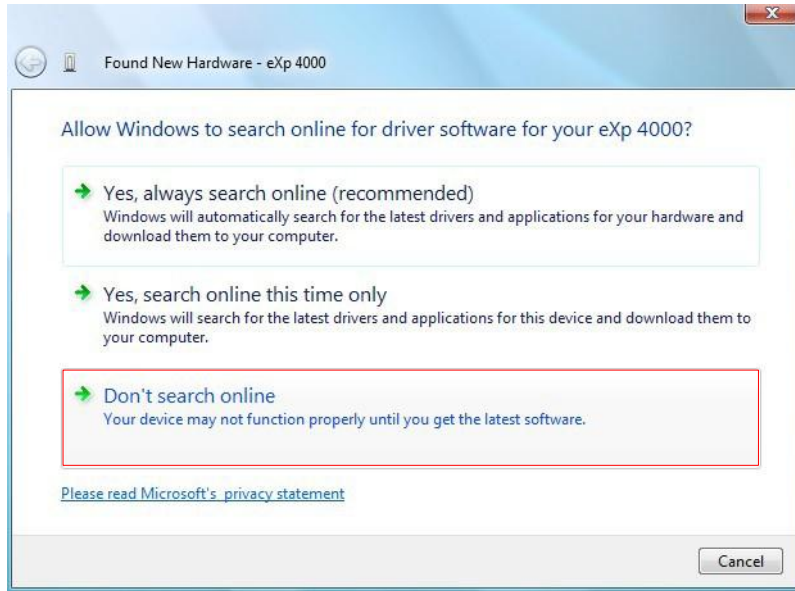 Found New Hardware - eXp 4000
Allow Windows to search online for driver software for your eXp 4000?
Yes, always search online (recommended)
Windows will automatically search for the latest drivers and applications for your hardware and
download them to your computer.
Yes, search online this time only
Windows will search for the latest drivers and applications for this device and download them to
your computer.
Don't search online
Your device may not function properly until you get the latest software.
Please read Microsoft's privacy statement
Cancel